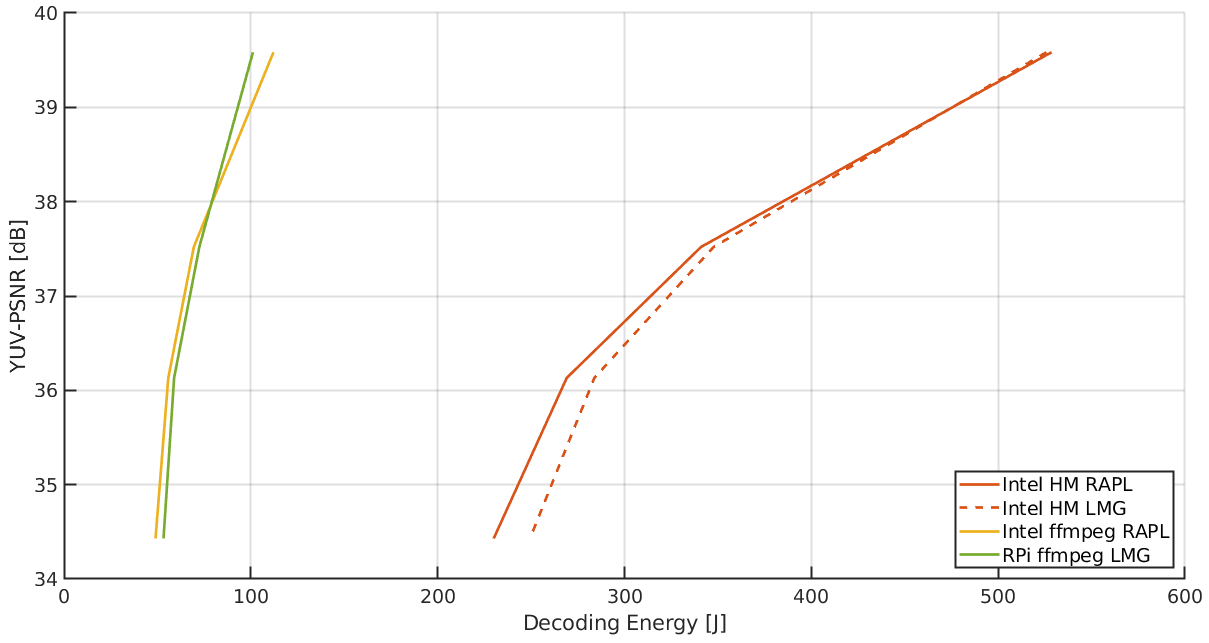 40
39
38
37
36
35
34
YUV-PSNR [dB]
Intel HM RAPL
Intel HM LMG
Intel ffmpeg RAPL
RPi ffmpeg LMG
0 100 200 300 400 500 600
Decoding Energy [J]